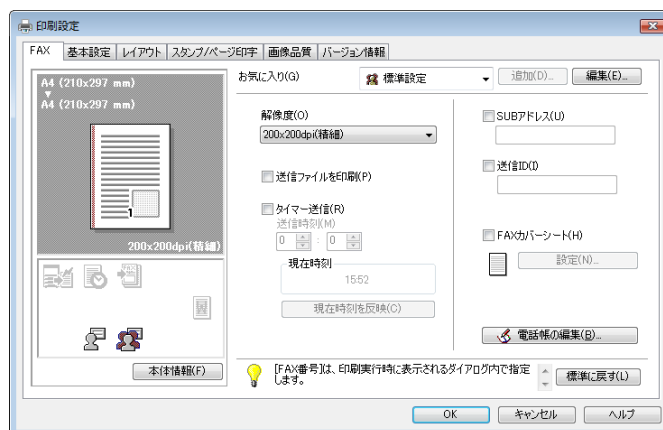 印刷設定
FAX 基本設定 レイアウト スタンプ/ページ印字 画像品質 バージョン情報
A4 (210x297 mm)
A4 (210x297 mm)
1
200x200dpi(精細)
本体情報(F)
お気に入り(G) 標準設定 追加(D)... 編集(E)...
解像度(O)
200x200dpi(精細)
送信ファイルを印刷(P)
タイマー送信(R)
送信時刻(M)
0 : 0
現在時刻
15:52
現在時刻を反映(C)
SUBアドレス(U)
送信ID(I)
FAXカバーシート(H)
設定(N)...
電話帳の編集(B)...
[FAX番号]は、印刷実行時に表示されるダイアログ内で指定
します。
標準に戻す(L)
OK キャンセル ヘルプ